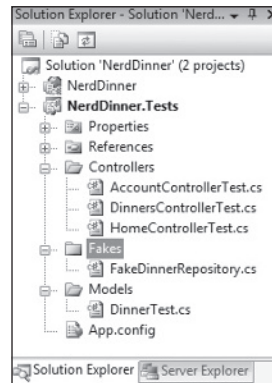 Solution Explorer - Solution 'Nerd...
Solution 'NerdDinner' (2 projects)
NerdDinner
NerdDinner.Tests
Properties
References
Controllers
AccountControllerTest.cs
DinnersControllerTest.cs
HomeControllerTest.cs
Fakes
FakeDinnerRepository.cs
Models
DinnerTest.cs
App.config
Solution Explorer Server Explorer